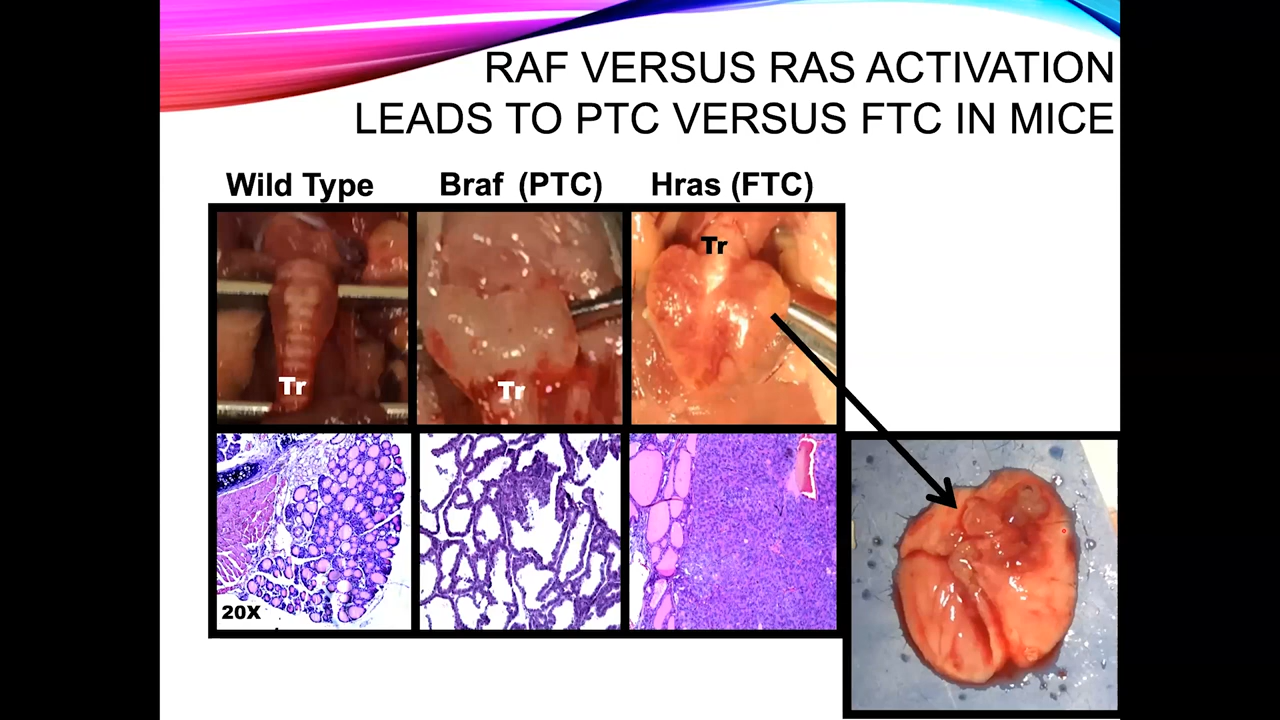 RAF VERSUS RAS ACTIVATION
LEADS TO PTC VERSUS FTC IN MICE
Wild Type
Braf (PTC)
Hras (FTC)
Tr
Tr
Tr
20X